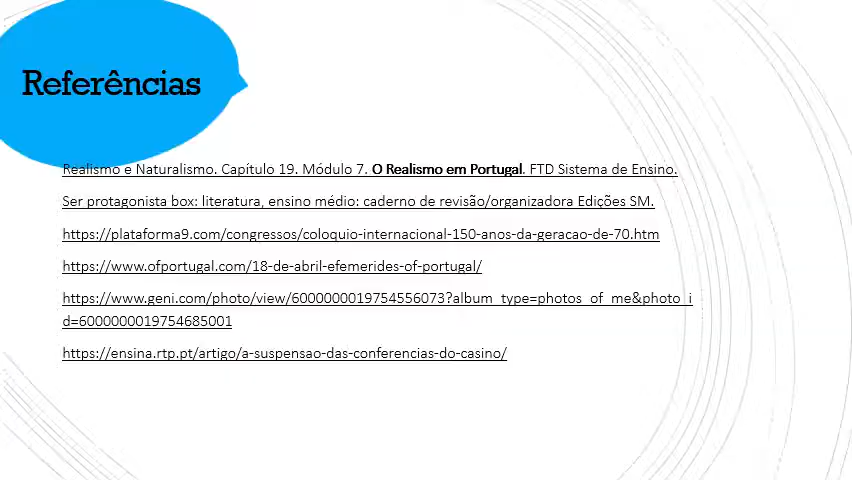 Referências
Realismo e Naturalismo. Capítulo 19. Módulo 7. O Realismo em Portugal. FTD Sistema de Ensino.
Ser protagonista box: literatura, ensino médio: caderno de revisão/organizadora Edições SM.
https://plataforma9.com/congressos/coloquio-internacional-150-anos-da-geracao-de-70.htm
https://www.ofportugal.com/18-de-abril-efemerides-of-portugal/
https://www.geni.com/photo/view/6000000019754556073?album_type=photos_of_me&photo_i
d=6000000019754685001
https://ensina.rtp.pt/artigo/a-suspensao-das-conferencias-do-casino/